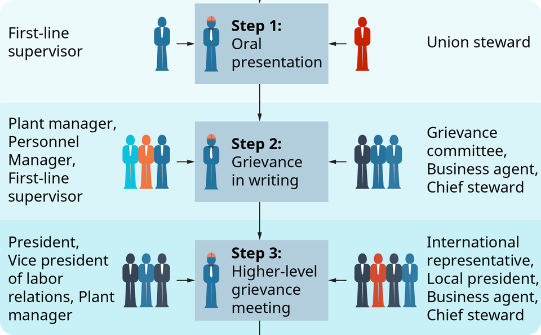 First-line
supervisor
Step 1:
Oral
presentation
Union steward
Plant manager,
Personnel
Manager,
First-line
supervisor
Step 2:
Grievance
in writing
Grievance
committee,
Business agent,
Chief steward
President,
Vice president
of labor
relations, Plant
manager
Step 3:
Higher-level
grievance
meeting
International
representative,
Local president,
Business agent,
Chief steward